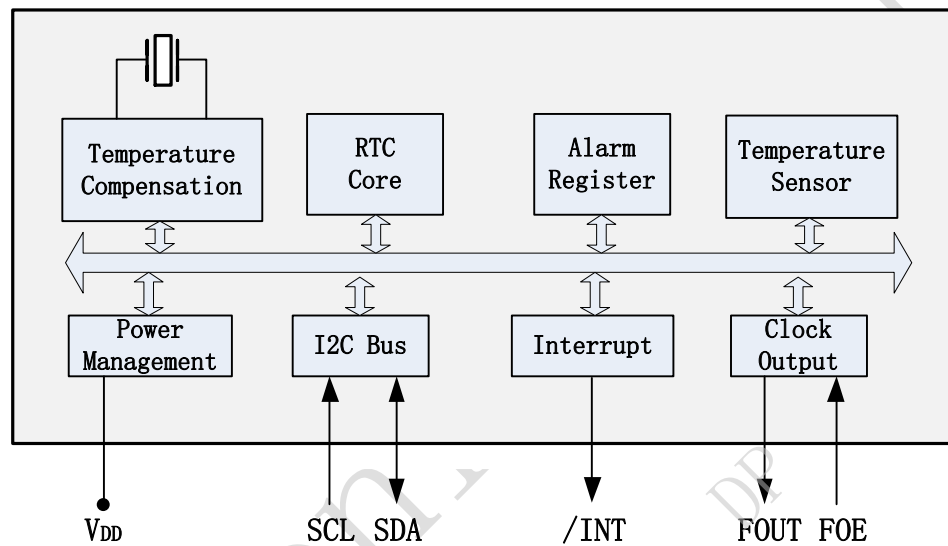 Temperature
Compensation
RTC
Core
Alarm
Register
Temperature
Sensor
Power
Management
I2C Bus
Interrupt
Clock
Output
VDD
SCL SDA
/INT
FOUT FOE
DP